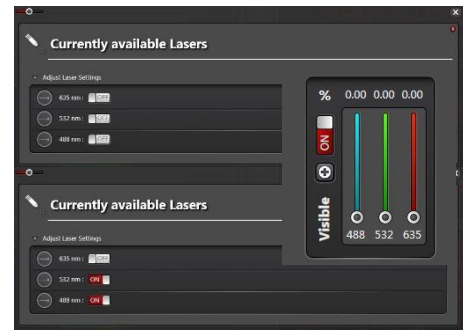 Currently available Lasers
Adjust Laser Settings
635 nm : OFF
532 nm : OFF
488 nm : OFF
Currently available Lasers
Adjust Laser Settings
635 nm : OFF
532 nm : ON
488 nm : ON
% 0.00 0.00 0.00
ON
Visible
488 532 635